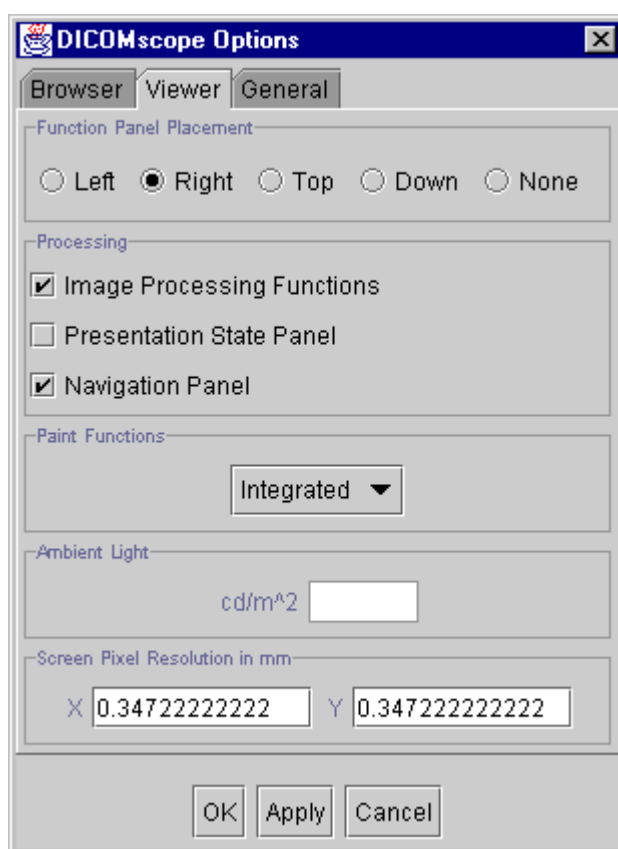 DICOMscope Options
Browser Viewer General
Function Panel Placement
Left Right Top Down None
Processing
Image Processing Functions
Presentation State Panel
Navigation Panel
Paint Functions
Integrated
Ambient Light
cd/m^2
Screen Pixel Resolution in mm
X 0.34722222222 Y 0.347222222222
OK Apply Cancel